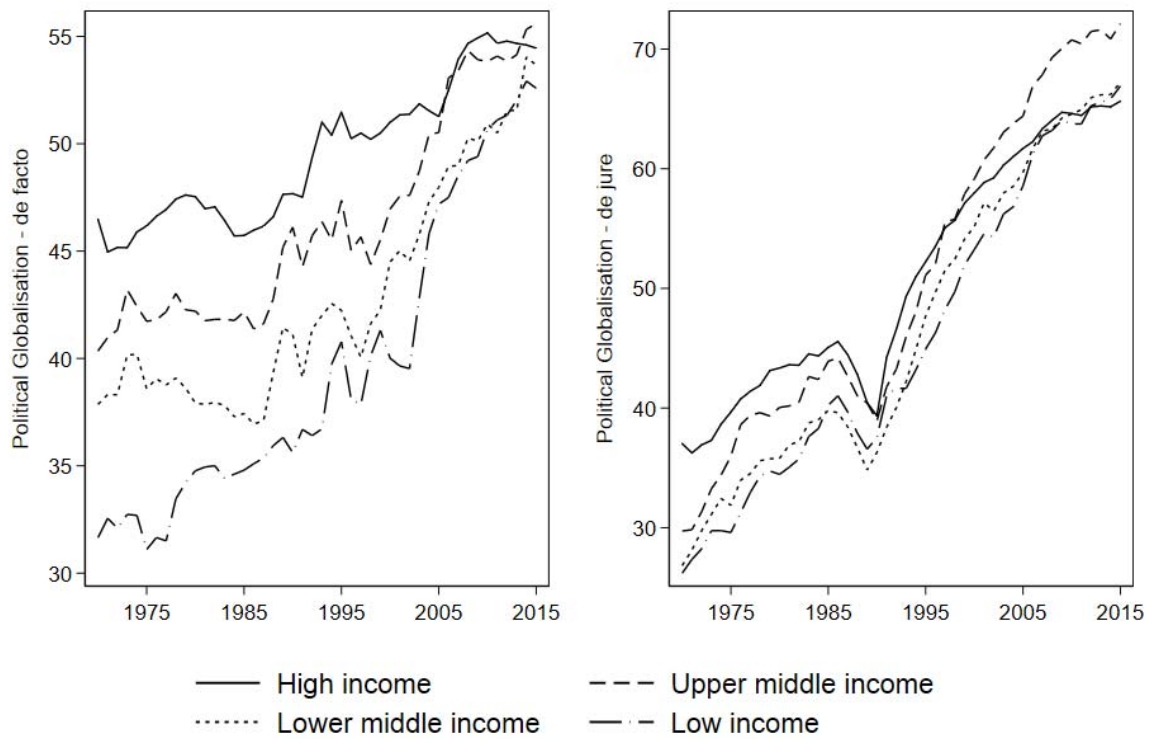 Political Globalisation - de facto
55
50
45
40
35
30
1975 1985 1995 2005 2015
Political Globalisation - de jure
70
60
50
40
30
1975 1985 1995 2005 2015
High income
Upper middle income
Lower middle income
Low income